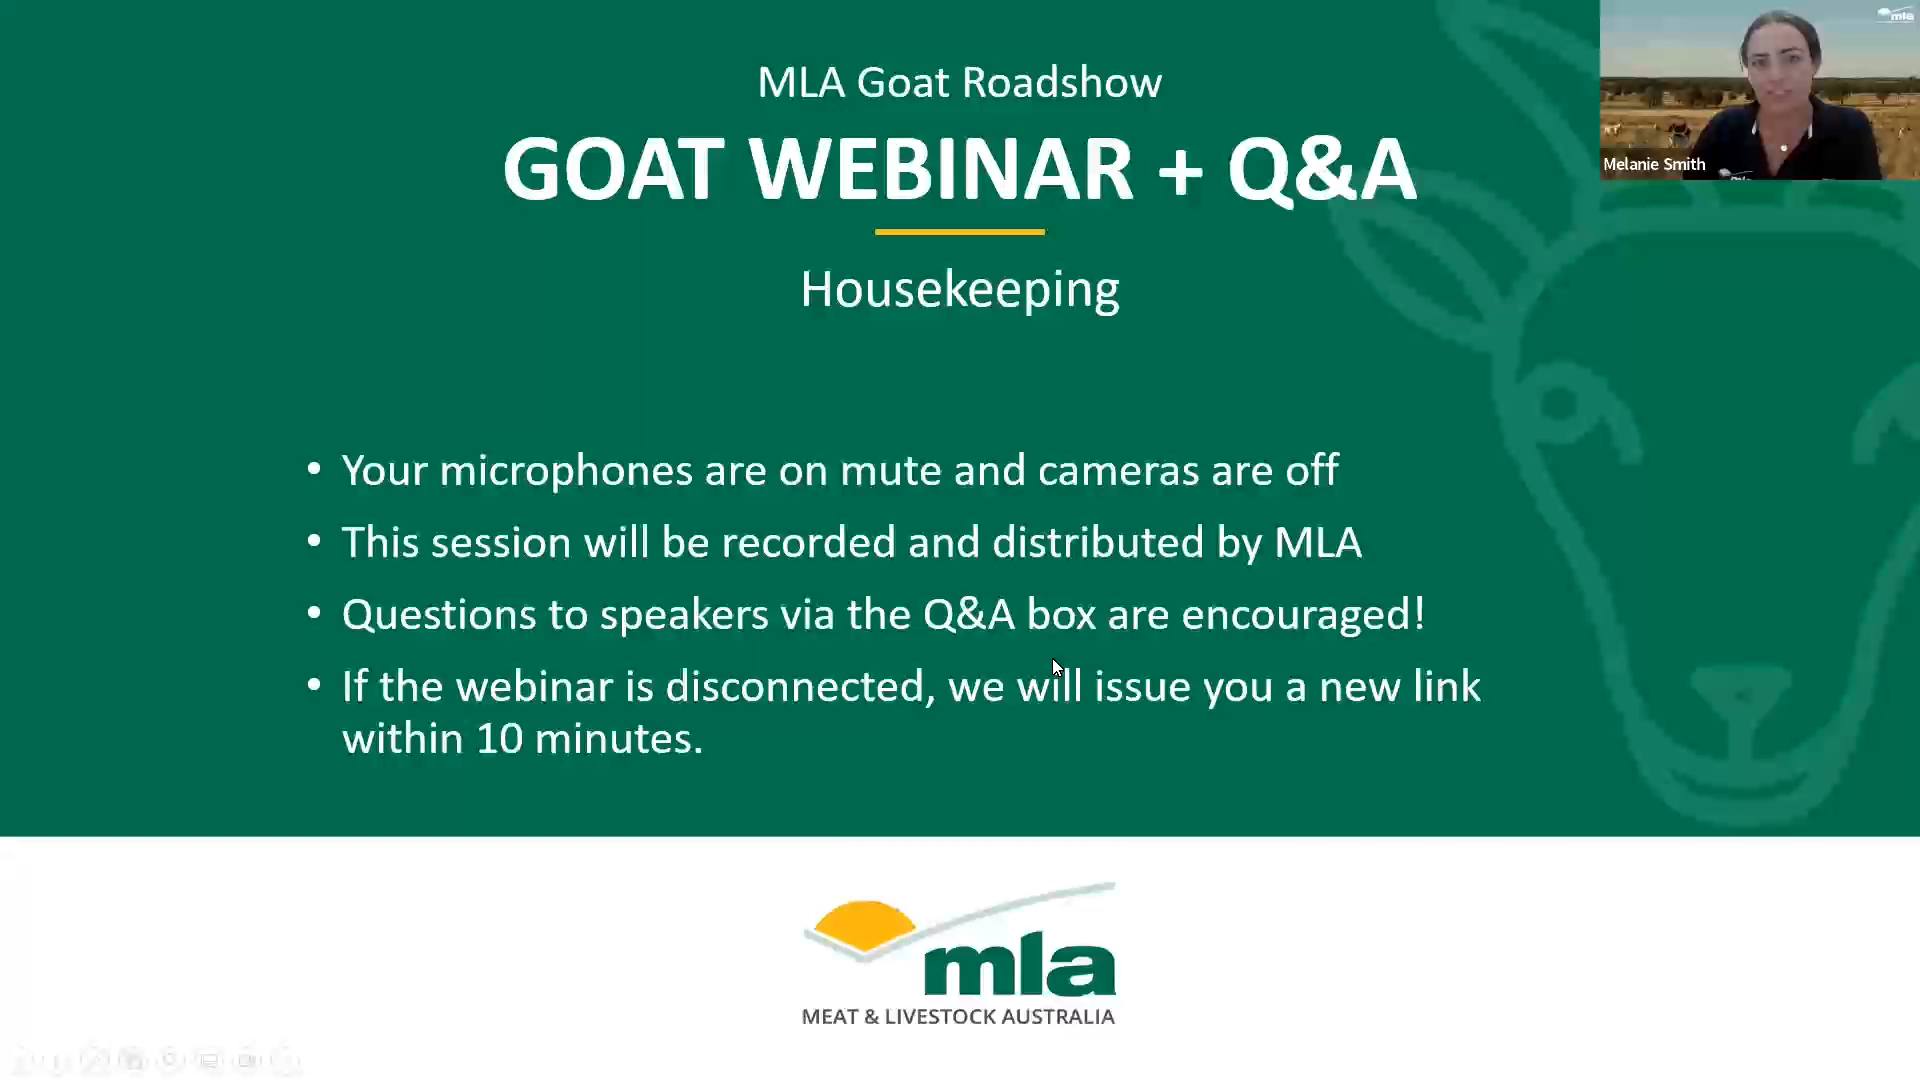 MLA Goat Roadshow
GOAT WEBINAR + Q&A
Housekeeping
mla
Melanie Smith
• Your microphones are on mute and cameras are off
• This session will be recorded and distributed by MLA
• Questions to speakers via the Q&A box are encouraged!
• If the webinar is disconnected, we will issue you a new link
within 10 minutes.
mla
MEAT & LIVESTOCK AUSTRALIA